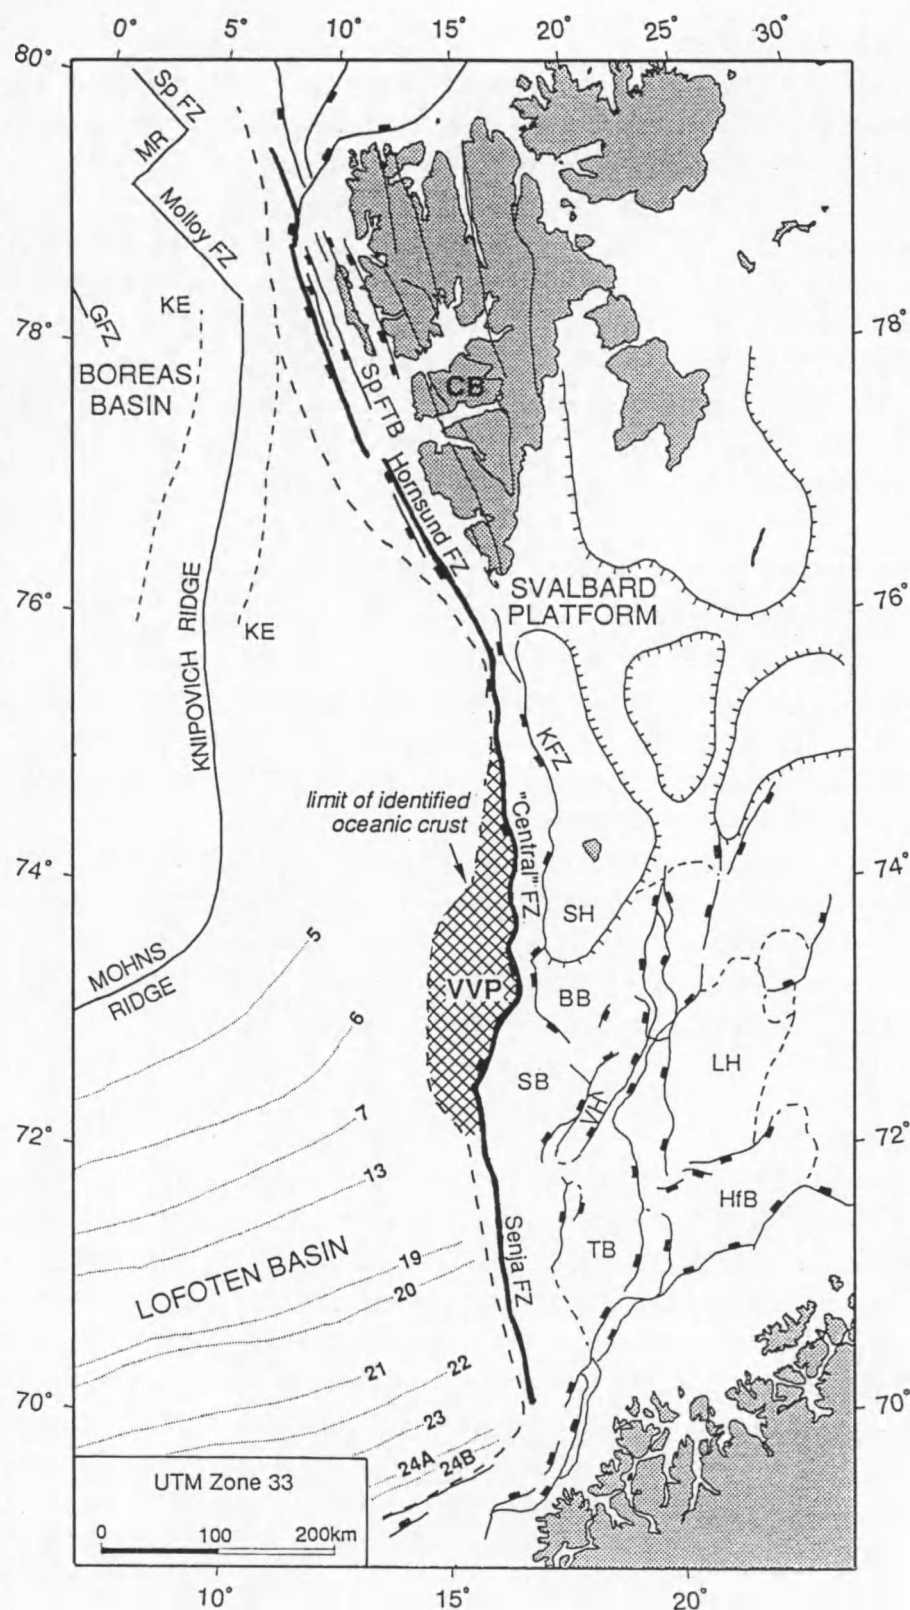 0° 5° 10° 15° 20° 25° 30°
80°
Sp FZ
MR
Molloy FZ
GFZ
KE
78° 78°
BOREAS
BASIN
Sp FTB
CB
Hornsund FZ
KNIPOVICH RIDGE
KE
76° 76°
SVALBARD
PLATFORM
KFZ
limit of identified
oceanic crust
"Central" FZ
74° 74°
SH
MOHNS
RIDGE
5
VVP
BB
6
SB
LH
VH
7
72° 72°
13
HfB
Senja FZ
TB
LOFOTEN BASIN
19
20
21
22
70° 70°
23
24A
24B
UTM Zone 33
0 100 200km
10° 15° 20°